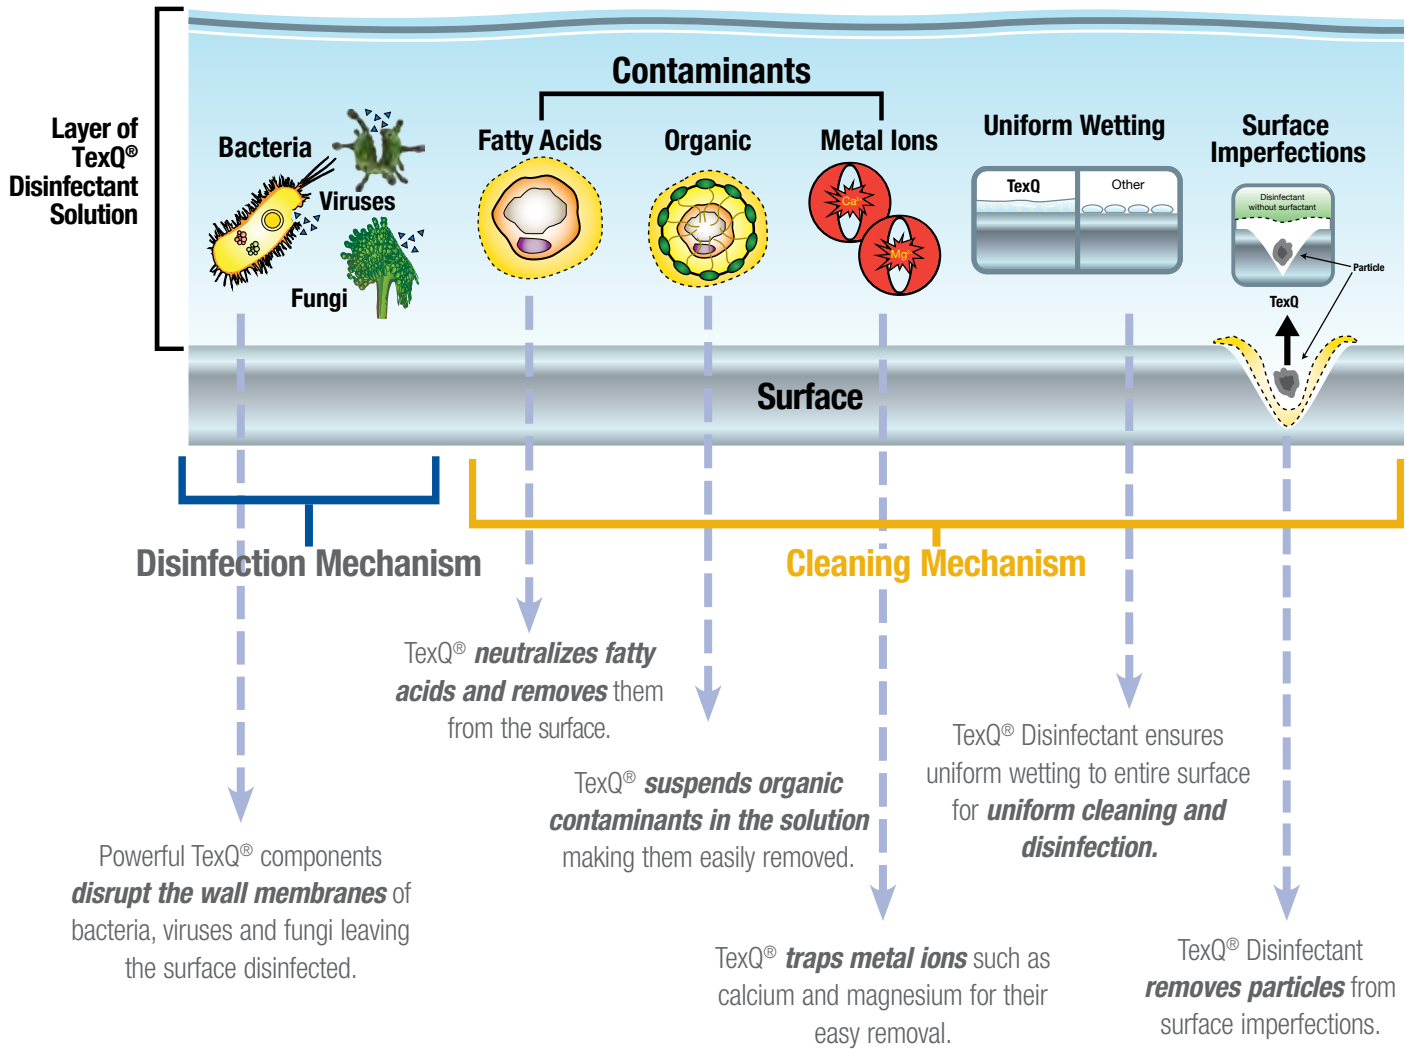 Layer of
TexQ®
Disinfectant
Solution
Bacteria
Viruses
Fungi
Contaminants
Fatty Acids
Organic
Metal Ions
Ca+
Mg+
Uniform Wetting
TexQ
Other
Surface
Imperfections
Disinfectant
without surfactant
Particle
TexQ
Surface
Disinfection Mechanism
Cleaning Mechanism
Powerful TexQ® components
disrupt the wall membranes of
bacteria, viruses and fungi leaving
the surface disinfected.
TexQ® neutralizes fatty
acids and removes them
from the surface.
TexQ® suspends organic
contaminants in the solution
making them easily removed.
TexQ® traps metal ions such as
calcium and magnesium for their
easy removal.
TexQ® Disinfectant ensures
uniform wetting to entire surface
for uniform cleaning and
disinfection.
TexQ® Disinfectant
removes particles from
surface imperfections.